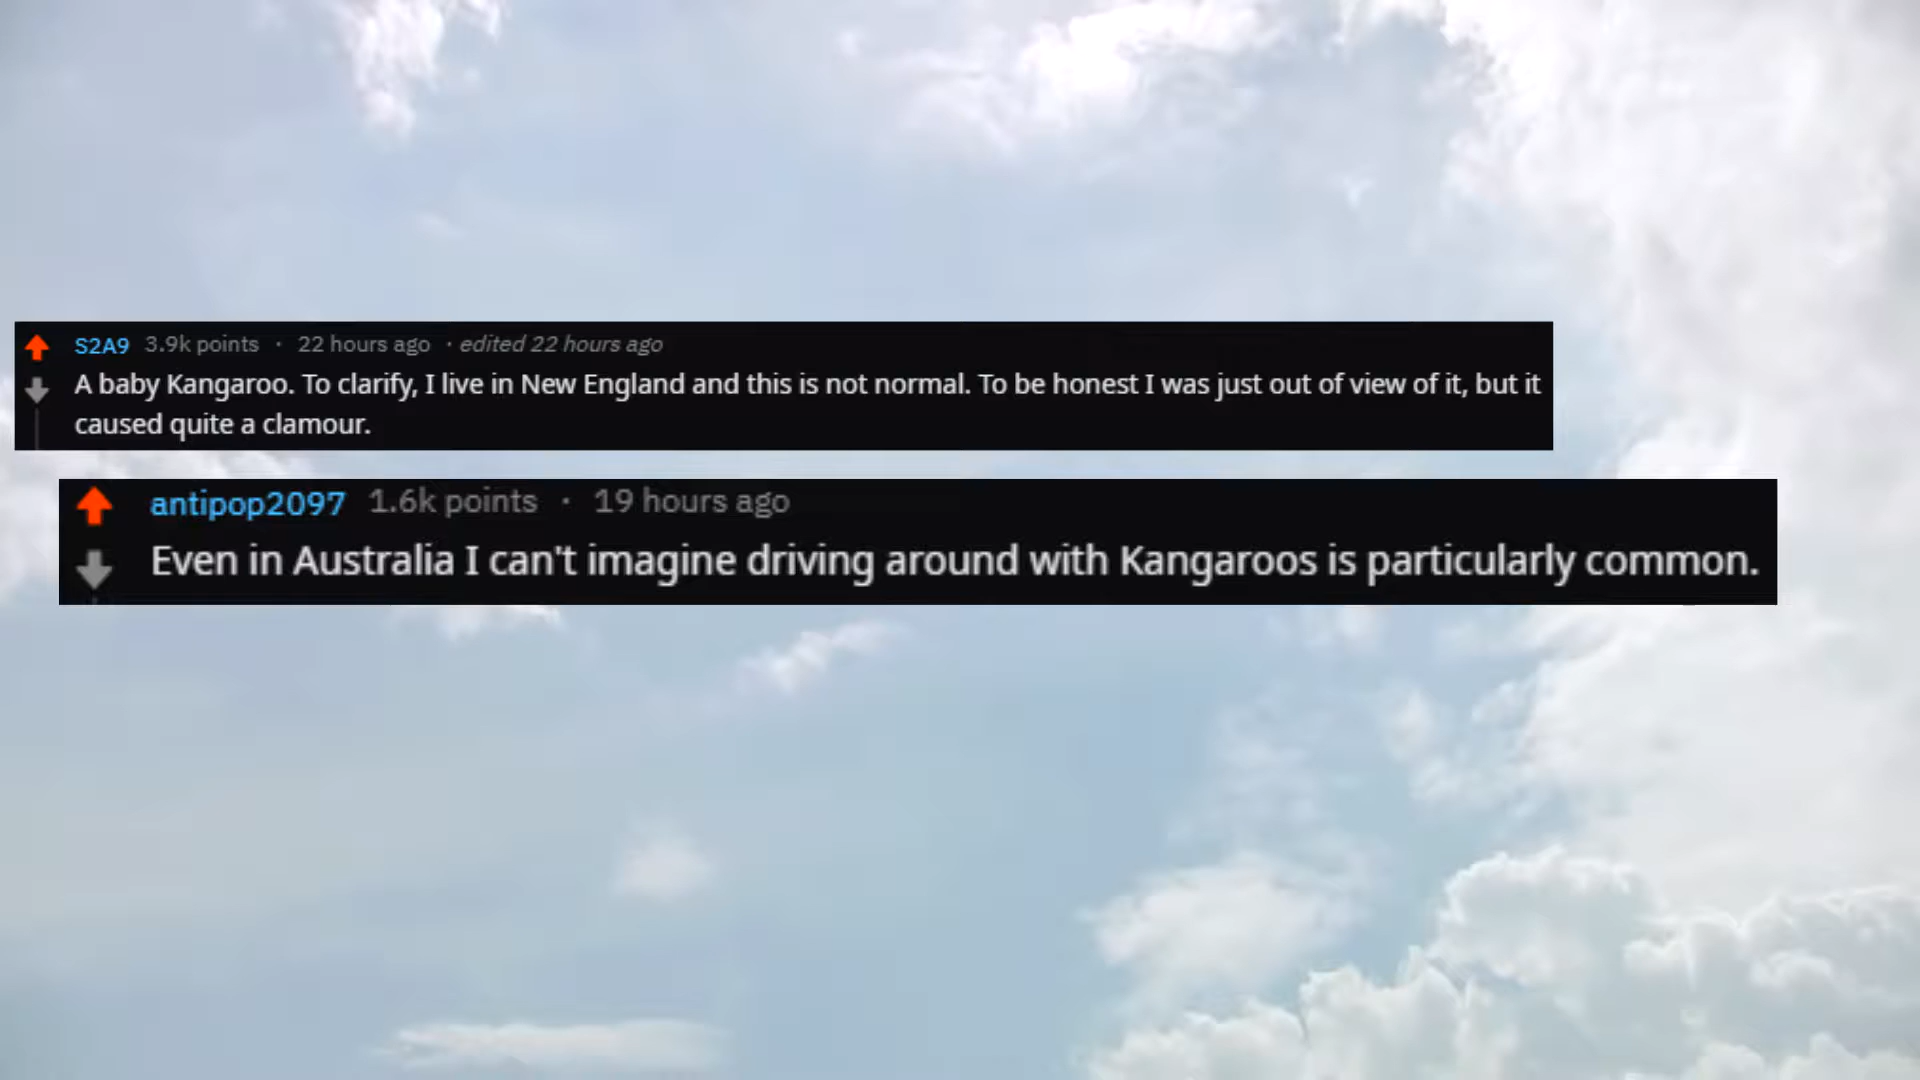 S2A9 3.9k points · 22 hours ago · edited 22 hours ago
A baby Kangaroo. To clarify, I live in New England and this is not normal. To be honest I was just out of view of it, but it
caused quite a clamour.
antipop2097 1.6k points · 19 hours ago
Even in Australia I can't imagine driving around with Kangaroos is particularly common.